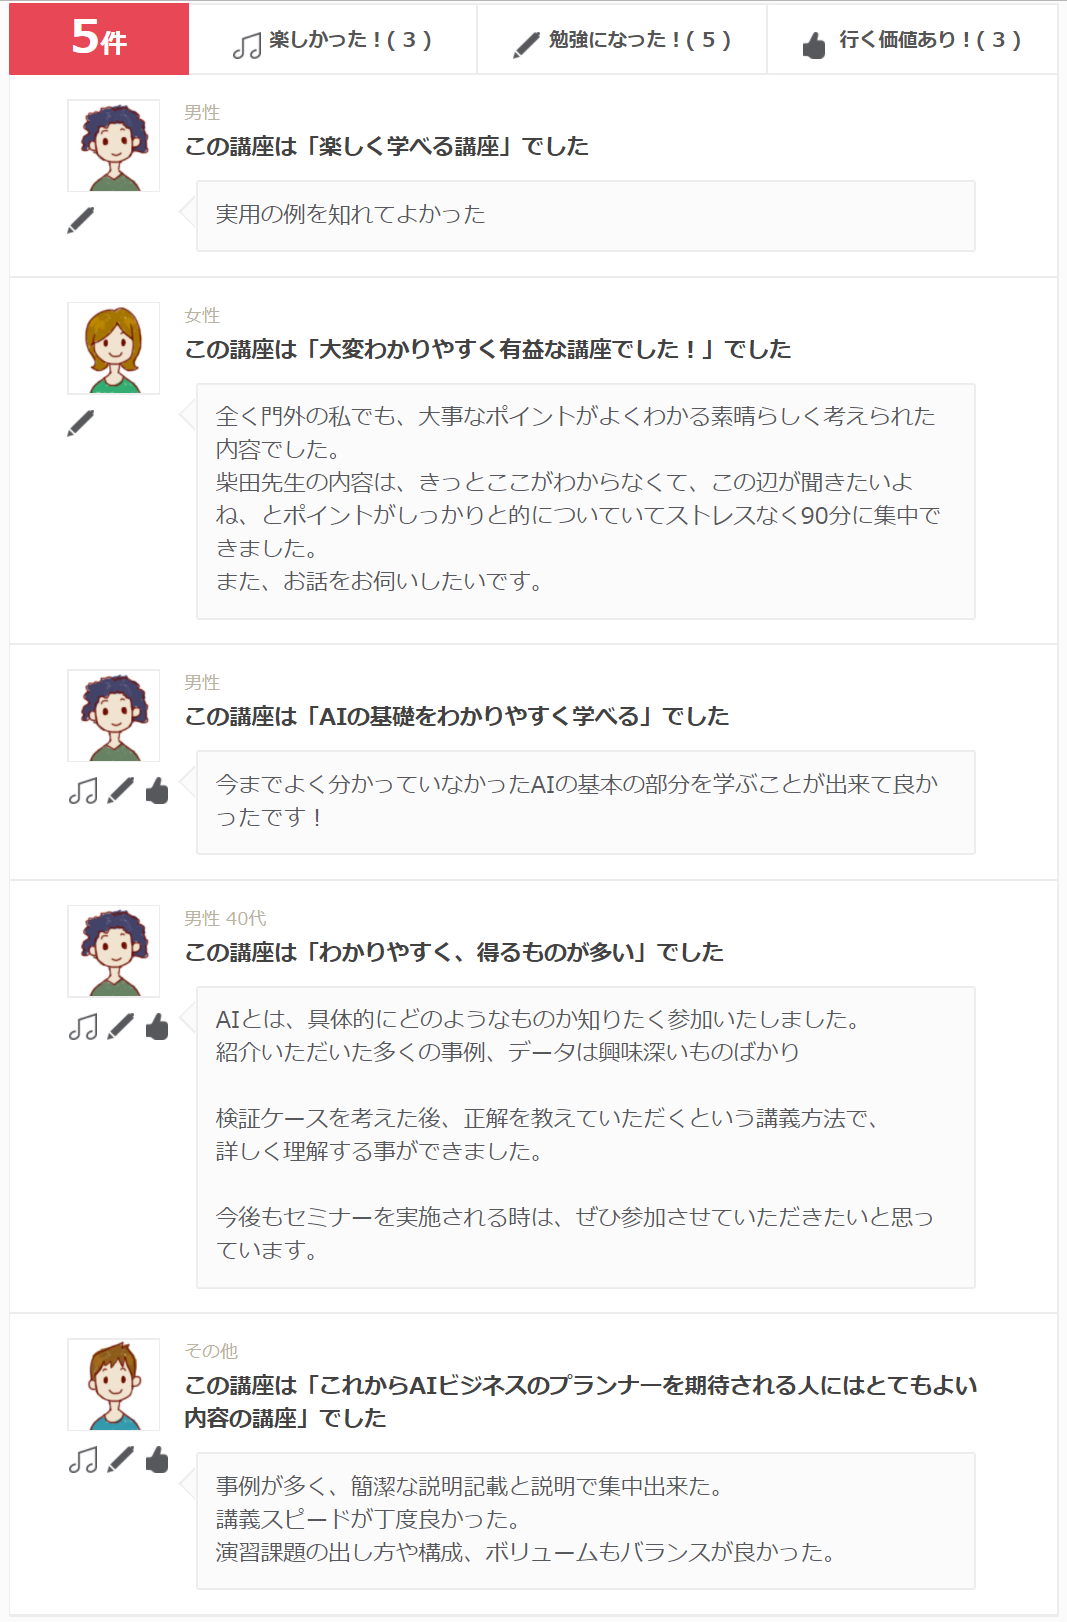 5件
楽しかった！( 3 )
勉強になった！( 5 )
行く価値あり！( 3 )
男性
この講座は「楽しく学べる講座」でした
実用の例を知れてよかった
女性
この講座は「大変わかりやすく有益な講座でした！」でした
全く門外の私でも、大事なポイントがよくわかる素晴らしく考えられた
内容でした。
柴田先生の内容は、きっとここがわからなくて、この辺が聞きたいよ
ね、とポイントがしっかりと的についていてストレスなく90分に集中で
きました。
また、お話をお伺いしたいです。
男性
この講座は「AIの基礎をわかりやすく学べる」でした
今までよく分かっていなかったAIの基本の部分を学ぶことが出来て良か
ったです！
男性 40代
この講座は「わかりやすく、得るものが多い」でした
AIとは、具体的にどのようなものか知りたく参加いたしました。
紹介いただいた多くの事例、データは興味深いものばかり
検証ケースを考えた後、正解を教えていただくという講義方法で、
詳しく理解する事ができました。
今後もセミナーを実施される時は、ぜひ参加させていただきたいと思っ
ています。
その他
この講座は「これからAIビジネスのプランナーを期待される人にはとてもよい
内容の講座」でした
事例が多く、簡潔な説明記載と説明で集中出来た。
講義スピードが丁度良かった。
演習課題の出し方や構成、ボリュームもバランスが良かった。